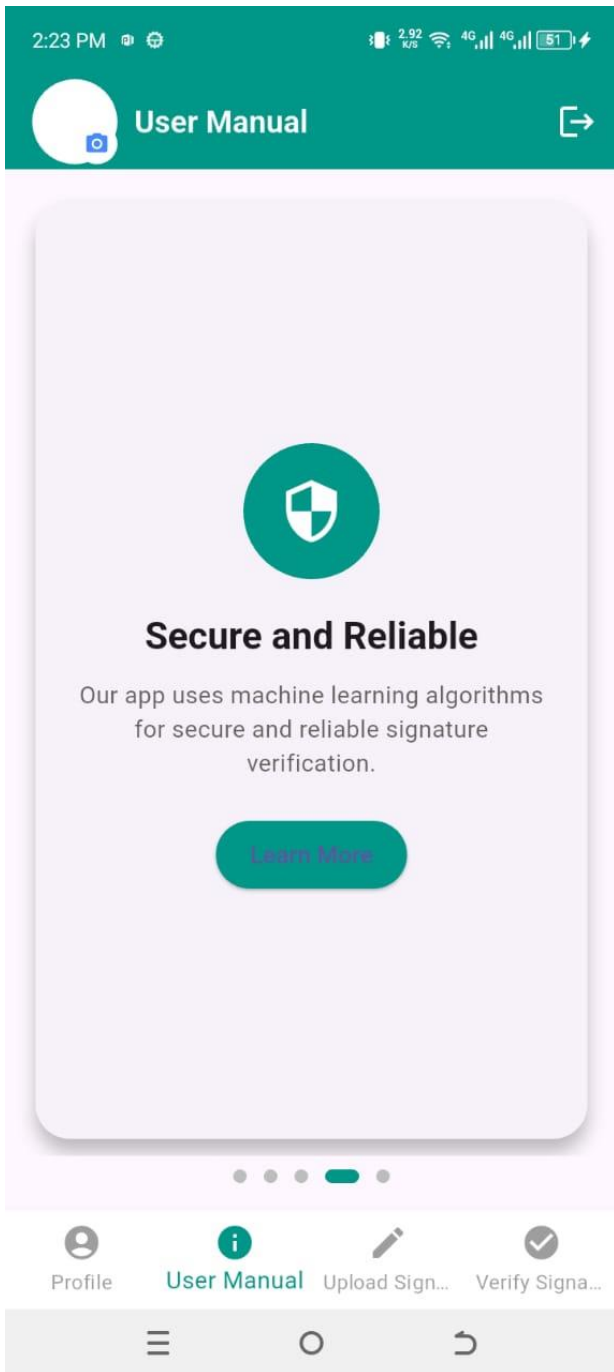 2:23 PM
2.92 K/S 4G 4G 51
User Manual
Secure and Reliable
Our app uses machine learning algorithms
for secure and reliable signature
verification.
Learn More
Profile
User Manual
Upload Sign...
Verify Signa...